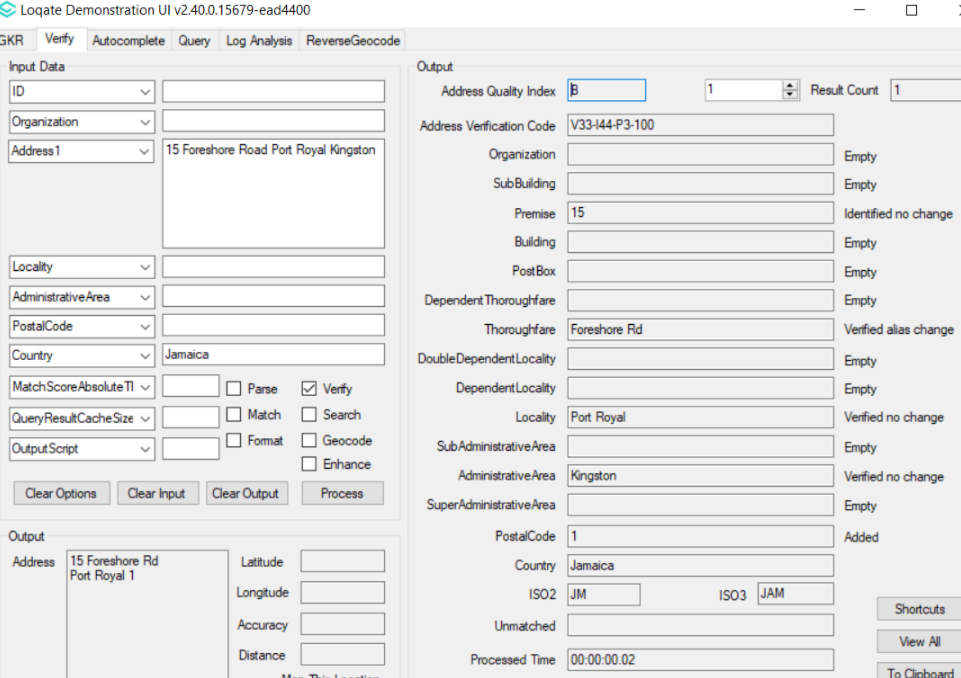 Loqate Demonstration UI v2.40.0.15679-ead4400
GKR Verify Autocomplete Query Log Analysis ReverseGeocode
Input Data
ID
Organization
Address1 15 Foreshore Road Port Royal Kingston
Locality
AdministrativeArea
PostalCode
Country Jamaica
MatchScoreAbsoluteTl Parse Verify
QueryResultCacheSize Match Search
OutputScript Format Geocode
Enhance
Clear Options Clear Input Clear Output Process
Output
Address 15 Foreshore Rd
Port Royal 1
Latitude
Longitude
Accuracy
Distance
Map This Location
Output
Address Quality Index B 1 Result Count 1
Address Verification Code V33-I44-P3-100
Organization Empty
SubBuilding Empty
Premise 15 Identified no change
Building Empty
PostBox Empty
DependentThoroughfare Empty
Thoroughfare Foreshore Rd Verified alias change
DoubleDependentLocality Empty
DependentLocality Empty
Locality Port Royal Verified no change
SubAdministrativeArea Empty
AdministrativeArea Kingston Verified no change
SuperAdministrativeArea Empty
PostalCode 1 Added
Country Jamaica
ISO2 JM ISO3 JAM
Unmatched
Processed Time 00:00:00.02
Shortcuts
View All
To Clipboard